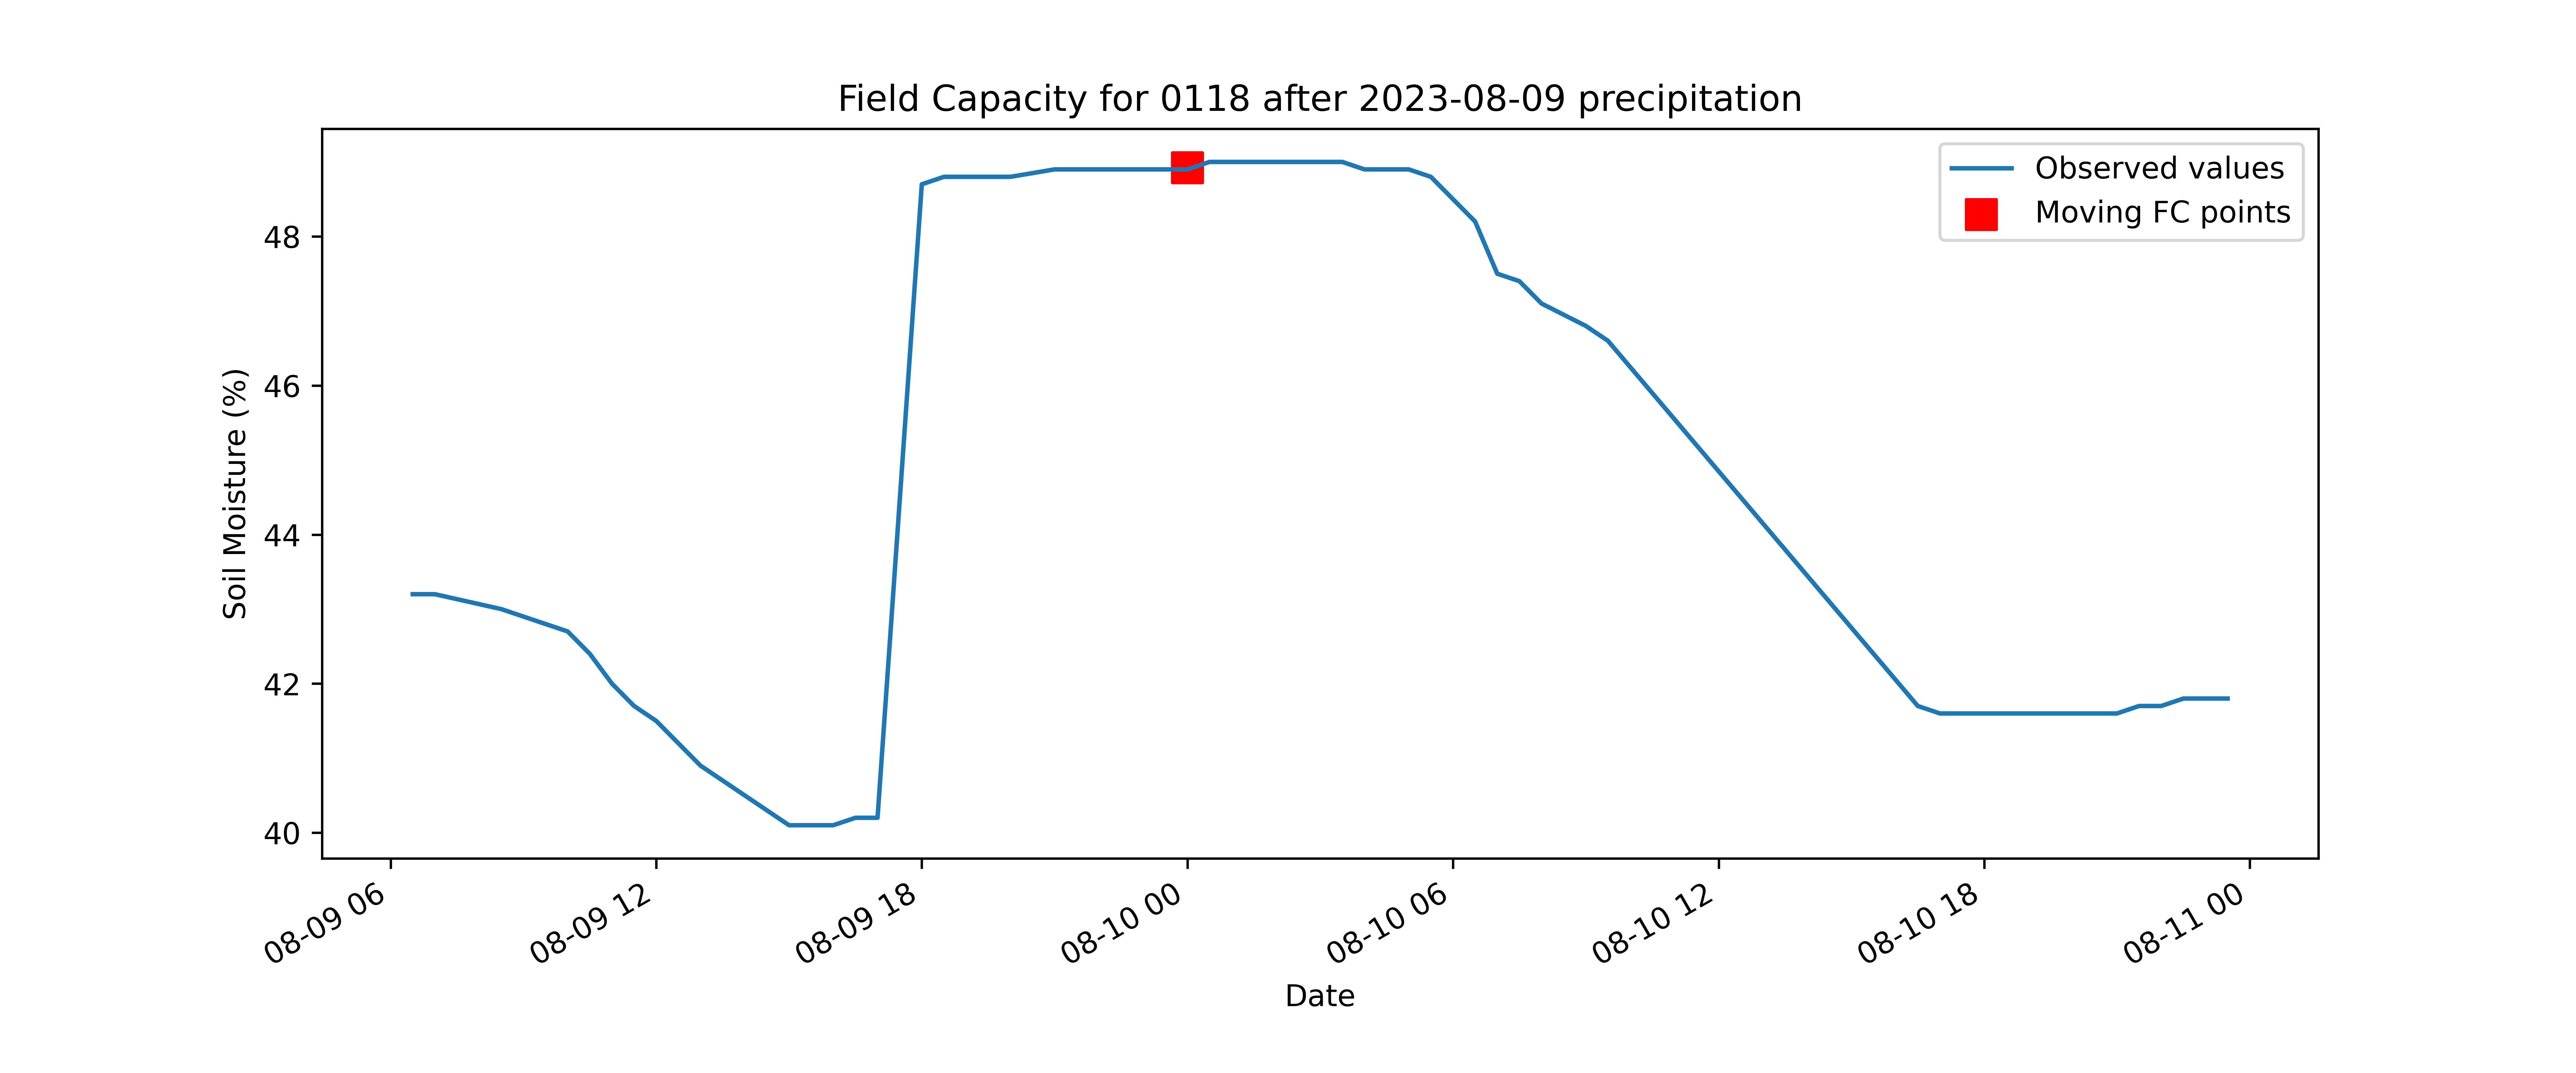 Field Capacity for 0118 after 2023-08-09 precipitation
Observed values
Moving FC points
Soil Moisture (%)
48
46
44
42
40
08-09 06
08-09 12
08-09 18
08-10 00
08-10 06
08-10 12
08-10 18
08-11 00
Date